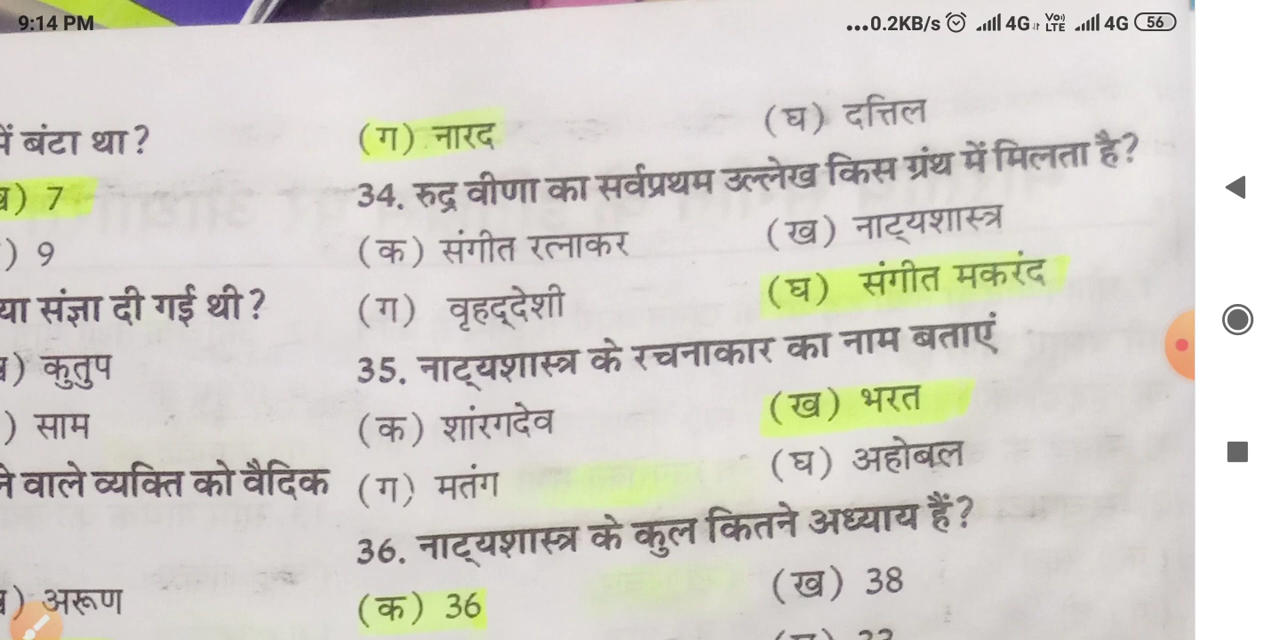 9:14 PM
...0.2KB/s 4G Vo)) LTE 4G 56
में बंटा था?
7
) 9
संज्ञा दी गई थी?
कुतुप
) साम
वाले व्यक्ति को वैदिक
) अरूण
(ग) नारद (घ) दत्तिल
34. रुद्र वीणा का सर्वप्रथम उल्लेख किस ग्रंथ में मिलता है?
(क) संगीत रत्नाकर (ख) नाट्यशास्त्र
(ग) वृहद्देशी (घ) संगीत मकरंद
35. नाट्यशास्त्र के रचनाकार का नाम बताएं
(क) शांरगदेव (ख) भरत
(ग) मतंग (घ) अहोबल
36. नाट्यशास्त्र के कुल कितने अध्याय हैं?
(क) 36 (ख) 38